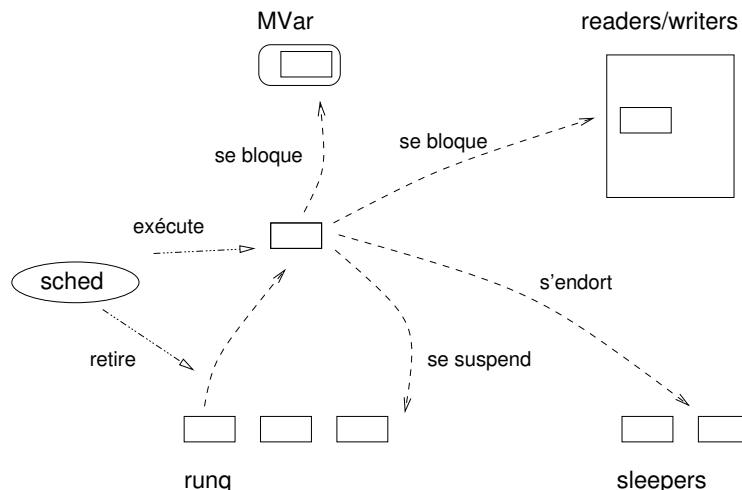 MVar
readers/writers
se bloque
se bloque
exécute
sched
s'endort
retire
se suspend
runq
sleepers